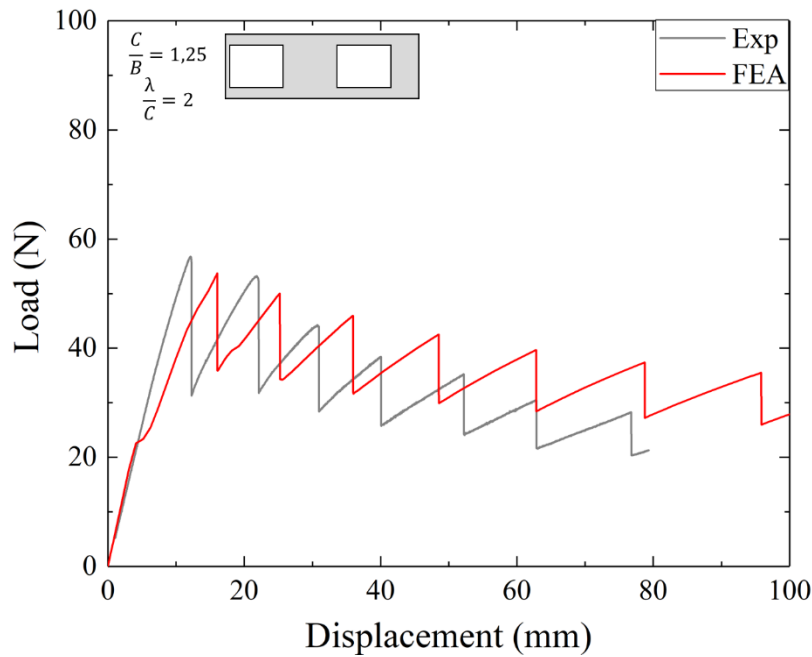 C/B = 1,25
λ/C = 2
Exp
FEA
100
80
60
40
20
0
Load (N)
0 20 40 60 80 100
Displacement (mm)